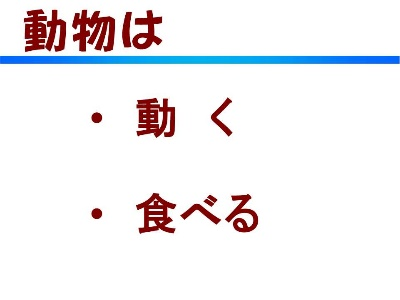 動物は
・ 動　く
・ 食べる